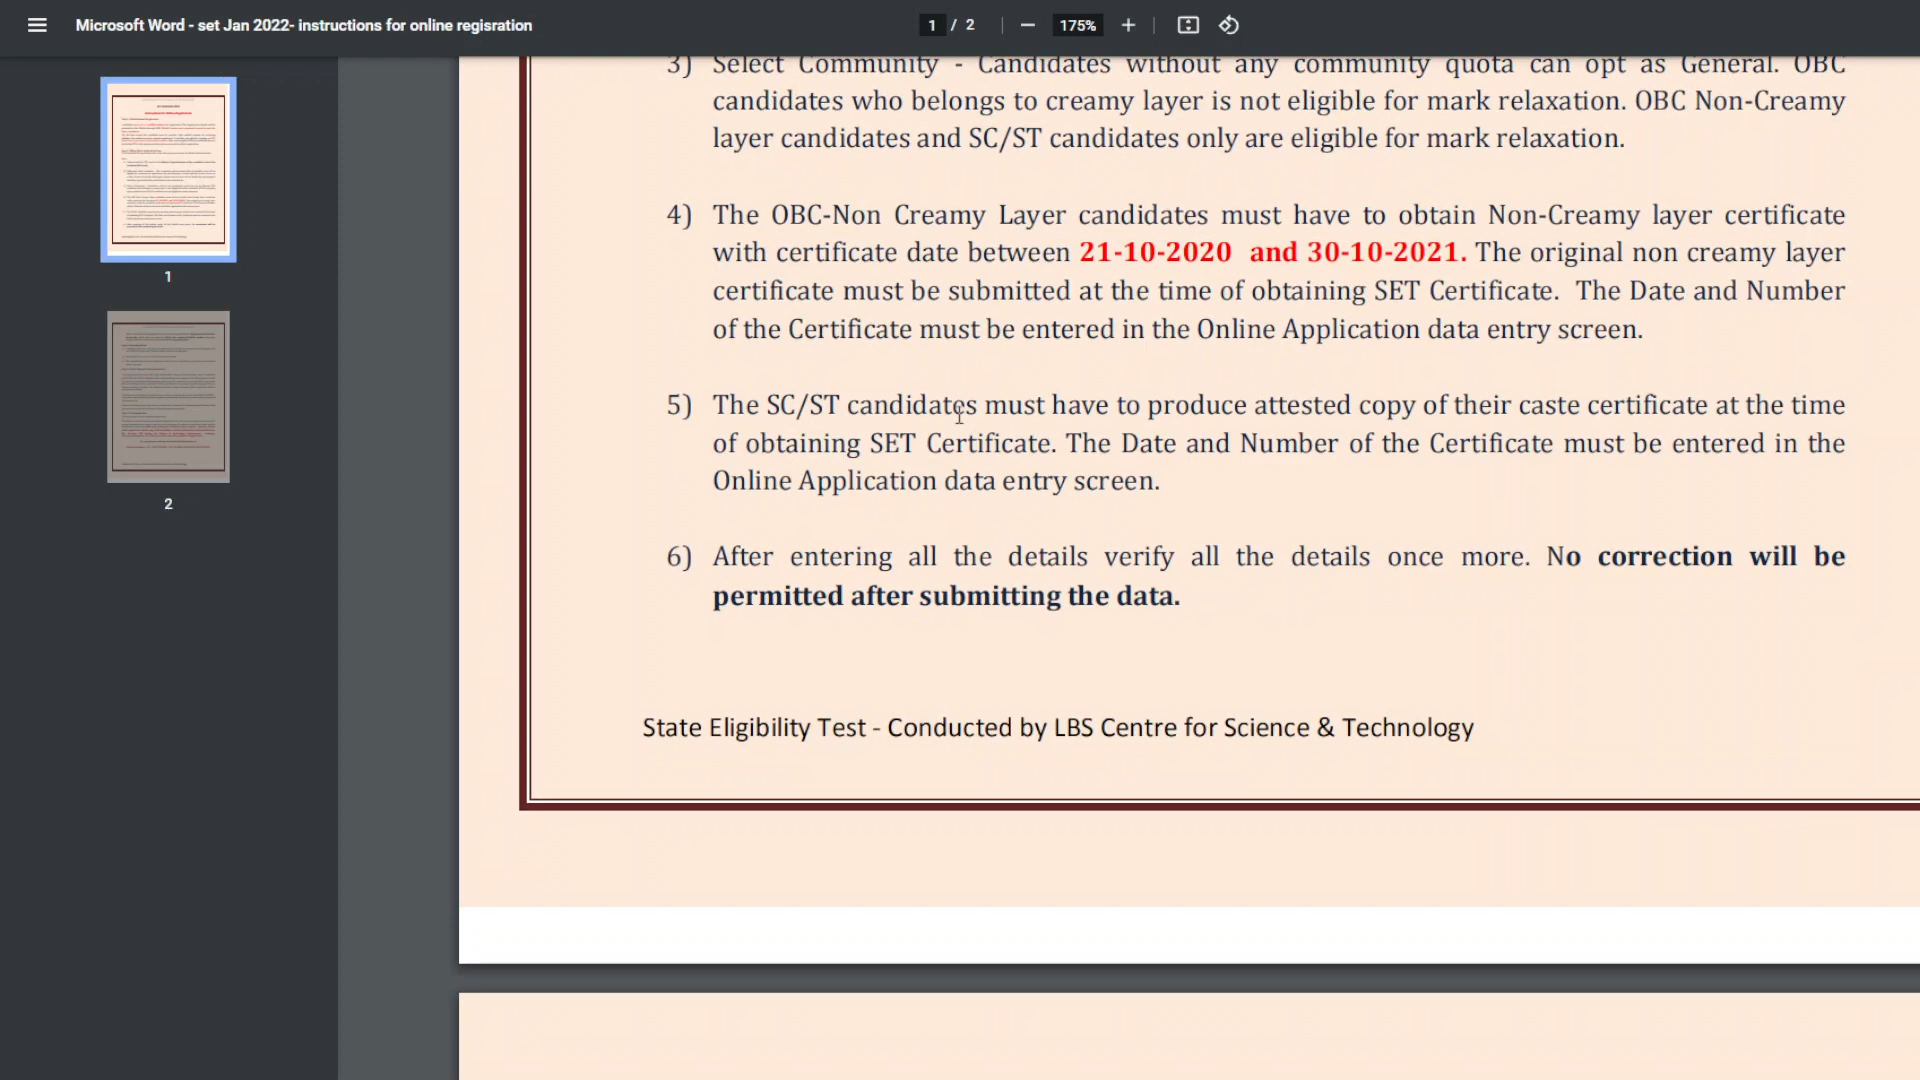 Microsoft Word - set Jan 2022- instructions for online regisration
1 / 2
175%
3) Select Community - Candidates without any community quota can opt as General. OBC
candidates who belongs to creamy layer is not eligible for mark relaxation. OBC Non-Creamy
layer candidates and SC/ST candidates only are eligible for mark relaxation.
4) The OBC-Non Creamy Layer candidates must have to obtain Non-Creamy layer certificate
with certificate date between 21-10-2020 and 30-10-2021. The original non creamy layer
certificate must be submitted at the time of obtaining SET Certificate. The Date and Number
of the Certificate must be entered in the Online Application data entry screen.
5) The SC/ST candidates must have to produce attested copy of their caste certificate at the time
of obtaining SET Certificate. The Date and Number of the Certificate must be entered in the
Online Application data entry screen.
6) After entering all the details verify all the details once more. No correction will be
permitted after submitting the data.
State Eligibility Test - Conducted by LBS Centre for Science & Technology
1
2